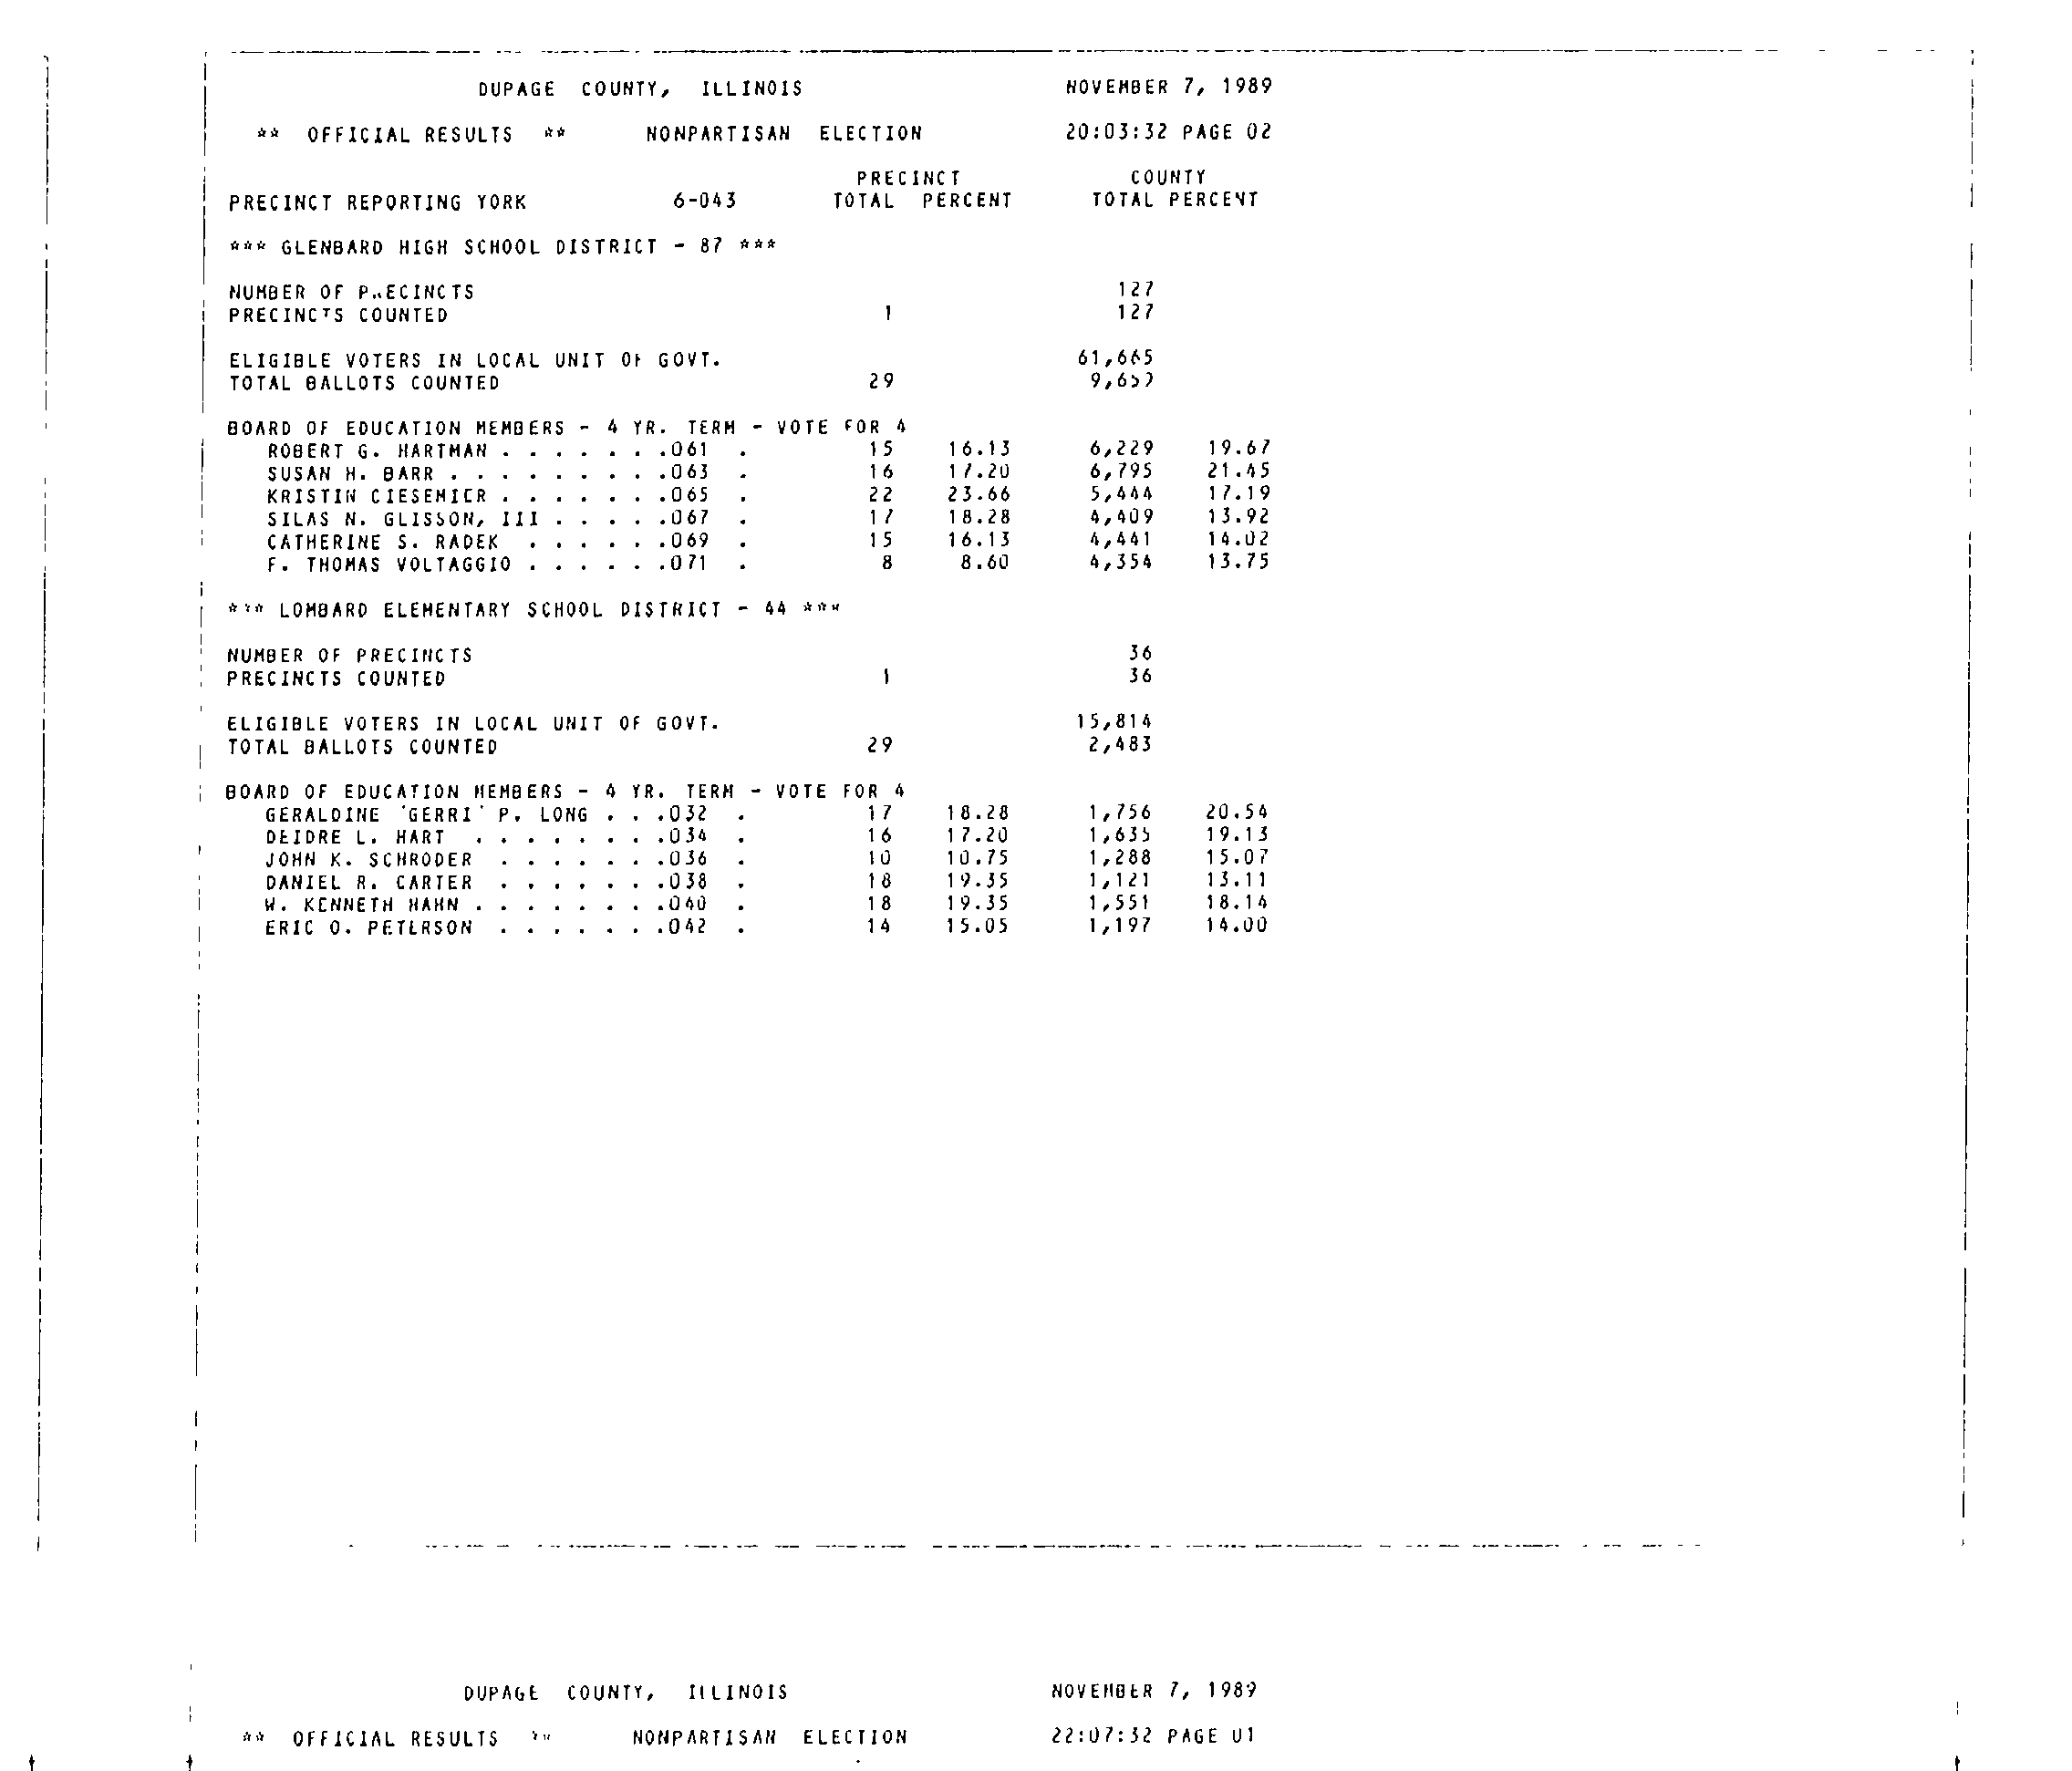 DUPAGE COUNTY, ILLINOIS NOVEMBER 7, 1989
** OFFICIAL RESULTS ** NONPARTISAN ELECTION 20:03:32 PAGE 02
PRECINCT COUNTY
PRECINCT REPORTING YORK 6-043 TOTAL PERCENT TOTAL PERCENT
*** GLENBARD HIGH SCHOOL DISTRICT - 87 ***
NUMBER OF PRECINCTS 127
PRECINCTS COUNTED 1 127
ELIGIBLE VOTERS IN LOCAL UNIT OF GOVT. 61,665
TOTAL BALLOTS COUNTED 29
BOARD OF EDUCATION MEMBERS - 4 YR. TERM - VOTE FOR 4
ROBERT G. HARTMAN . . . . . . .061 . 15 16.13 6,229 19.67
SUSAN H. BARR . . . . . . . . .063 . 16 17.20 6,795 21.45
KRISTIN CIESEMIER . . . . . . .065 . 22 23.66 5,444 17.19
SILAS N. GLISSON, III . . . . .067 . 17 18.28 4,409 13.92
CATHERINE S. RADEK . . . . . .069 . 15 16.13 4,441 14.02
F. THOMAS VOLTAGGIO . . . . . .071 . 8 8.60 4,354 13.75
*** LOMBARD ELEMENTARY SCHOOL DISTRICT - 44 ***
NUMBER OF PRECINCTS 36
PRECINCTS COUNTED 1 36
ELIGIBLE VOTERS IN LOCAL UNIT OF GOVT. 15,814
TOTAL BALLOTS COUNTED 29 2,483
BOARD OF EDUCATION MEMBERS - 4 YR. TERM - VOTE FOR 4
GERALDINE 'GERRI' P. LONG . . .032 . 17 18.28 1,756 20.54
DEIDRE L. HART . . . . . . . .034 . 16 17.20 1,635 19.13
JOHN K. SCHRODER . . . . . . .036 . 10 10.75 1,288 15.07
DANIEL R. CARTER . . . . . . .038 . 18 19.35 1,121 13.11
W. KENNETH HAHN . . . . . . . .040 . 18 19.35 1,551 18.14
ERIC O. PETERSON . . . . . . .042 . 14 15.05 1,197 14.00
DUPAGE COUNTY, ILLINOIS NOVEMBER 7, 1989
** OFFICIAL RESULTS ** NONPARTISAN ELECTION 22:07:32 PAGE 01